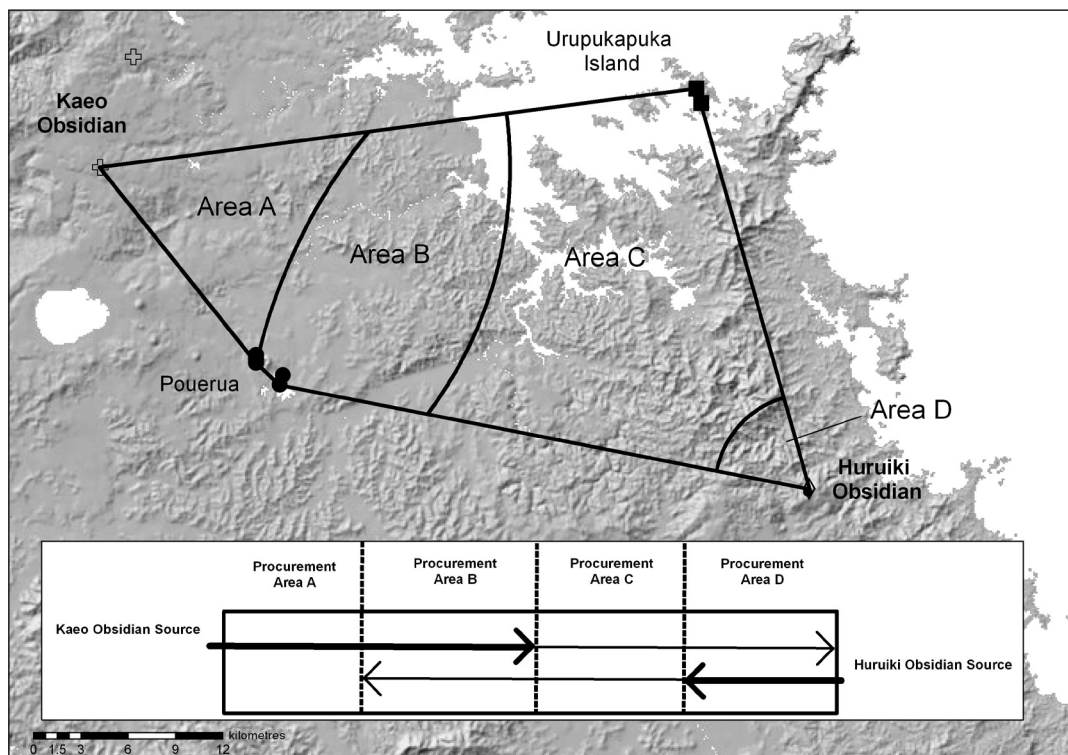 Urupukapuka
Island
Kaeo
Obsidian
Area A
Area B
Area C
Pouerua
Area D
Huruiki
Obsidian
Procurement
Area A
Procurement
Area B
Procurement
Area C
Procurement
Area D
Kaeo Obsidian Source
Huruiki Obsidian Source
kilometres
0 1.5 3 6 9 12